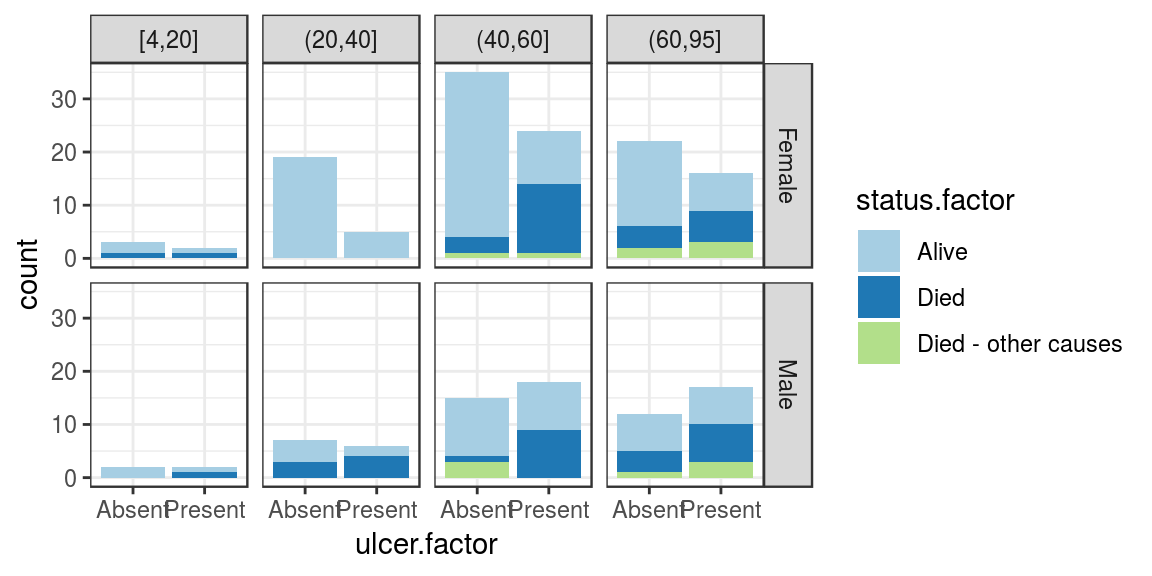 [4,20] (20,40] (40,60] (60,95]
30
20
10
0
Female
30
20
10
0
Male
count
Absent Present Absent Present Absent Present Absent Present
ulcer.factor
status.factor
Alive
Died
Died - other causes